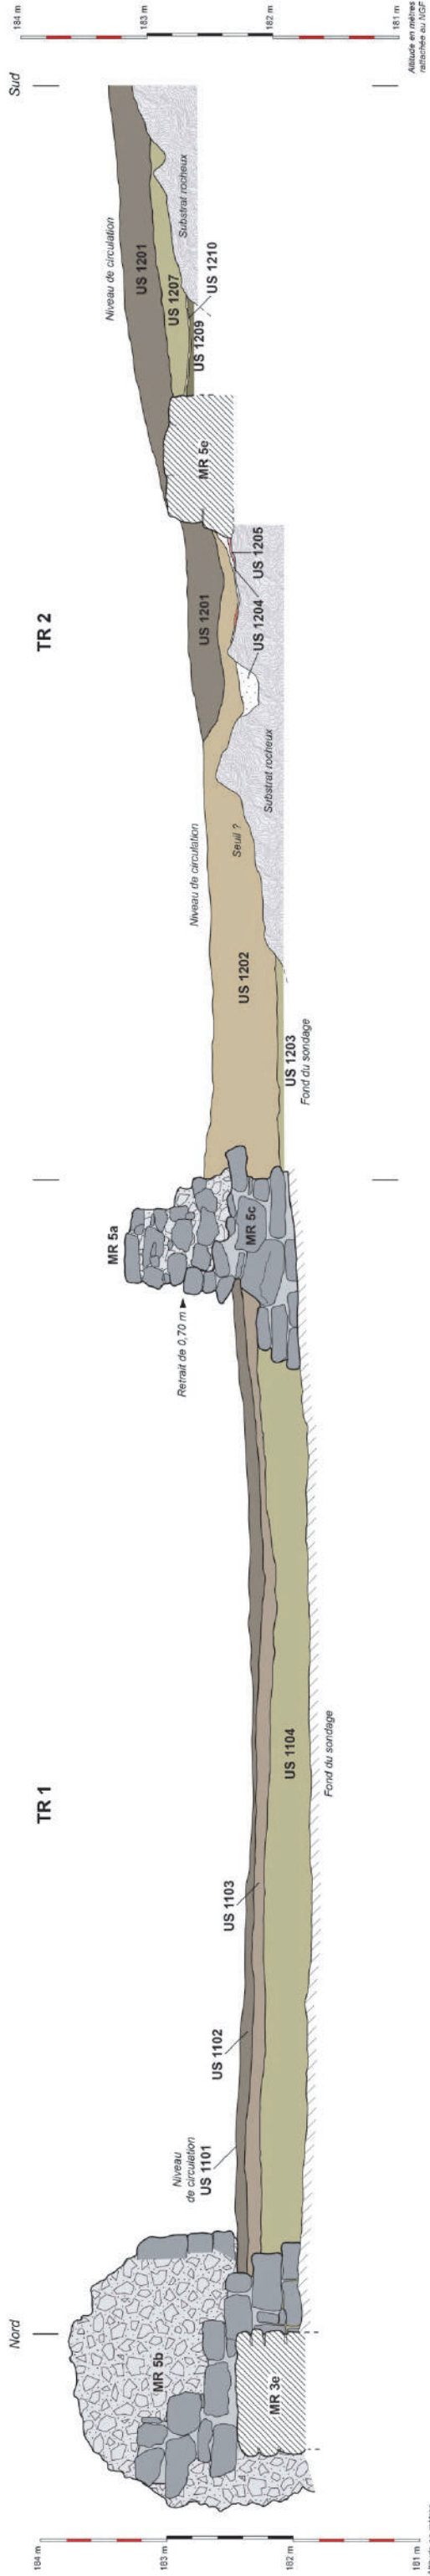 Nord
TR 1
TR 2
Sud
184 m
183 m
182 m
181 m
MR 5b
MR 3e
Niveau
de circulation
US 1101
US 1102
US 1103
US 1104
Fond du sondage
Retrait de 0,70 m ►
MR 5a
MR 5c
US 1203
Fond du sondage
US 1202
Niveau de circulation
Seuil ?
Substrat rocheux
US 1201
US 1204
US 1205
MR 5e
Niveau de circulation
US 1201
US 1207
US 1209
US 1210
Substrat rocheux
184 m
183 m
182 m
181 m
Altitude en mètres
rattachée au NGF